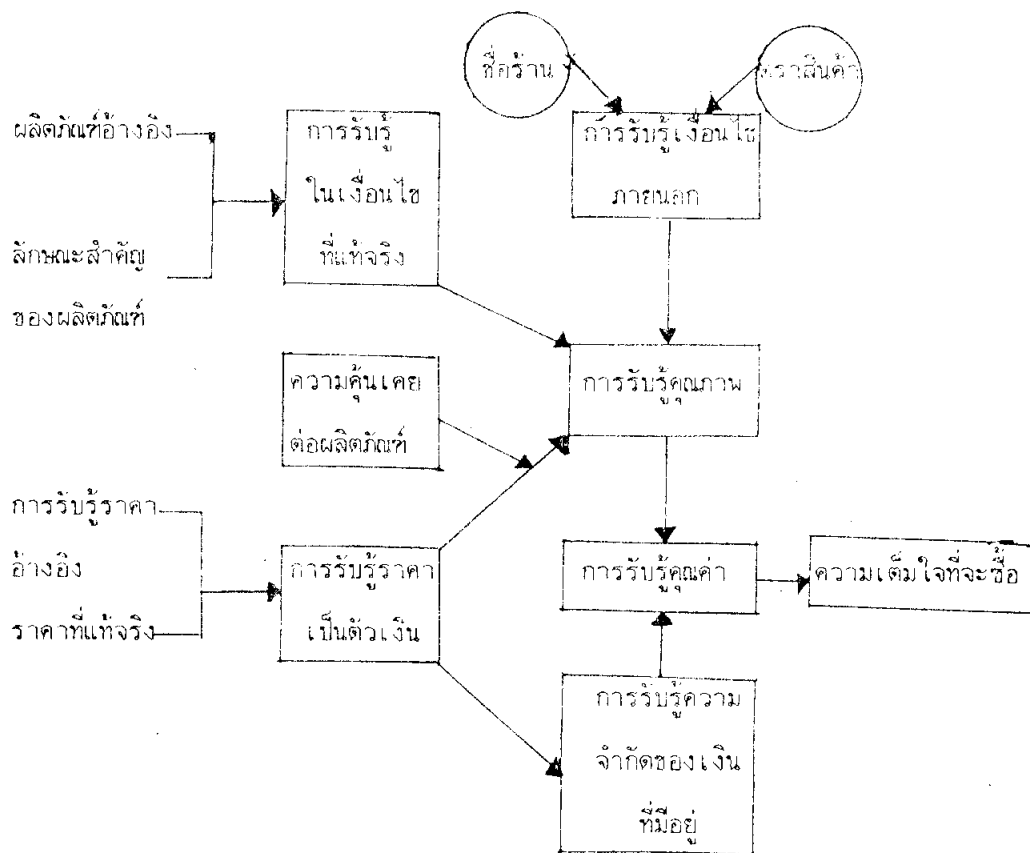 ชื่อร้าน
ตราสินค้า
ผลิตภัณฑ์อ้างอิง
ลักษณะสำคัญ
ของผลิตภัณฑ์
การรับรู้
ในเงื่อนไข
ที่แท้จริง
การรับรู้เงื่อนไข
ภายนอก
ความคุ้นเคย
ต่อผลิตภัณฑ์
การรับรู้คุณภาพ
การรับรู้ราคา
อ้างอิง
ราคาที่แท้จริง
การรับรู้ราคา
เป็นตัวเงิน
การรับรู้คุณค่า
ความเต็มใจที่จะซื้อ
การรับรู้ความ
จำกัดของเงิน
ที่มีอยู่